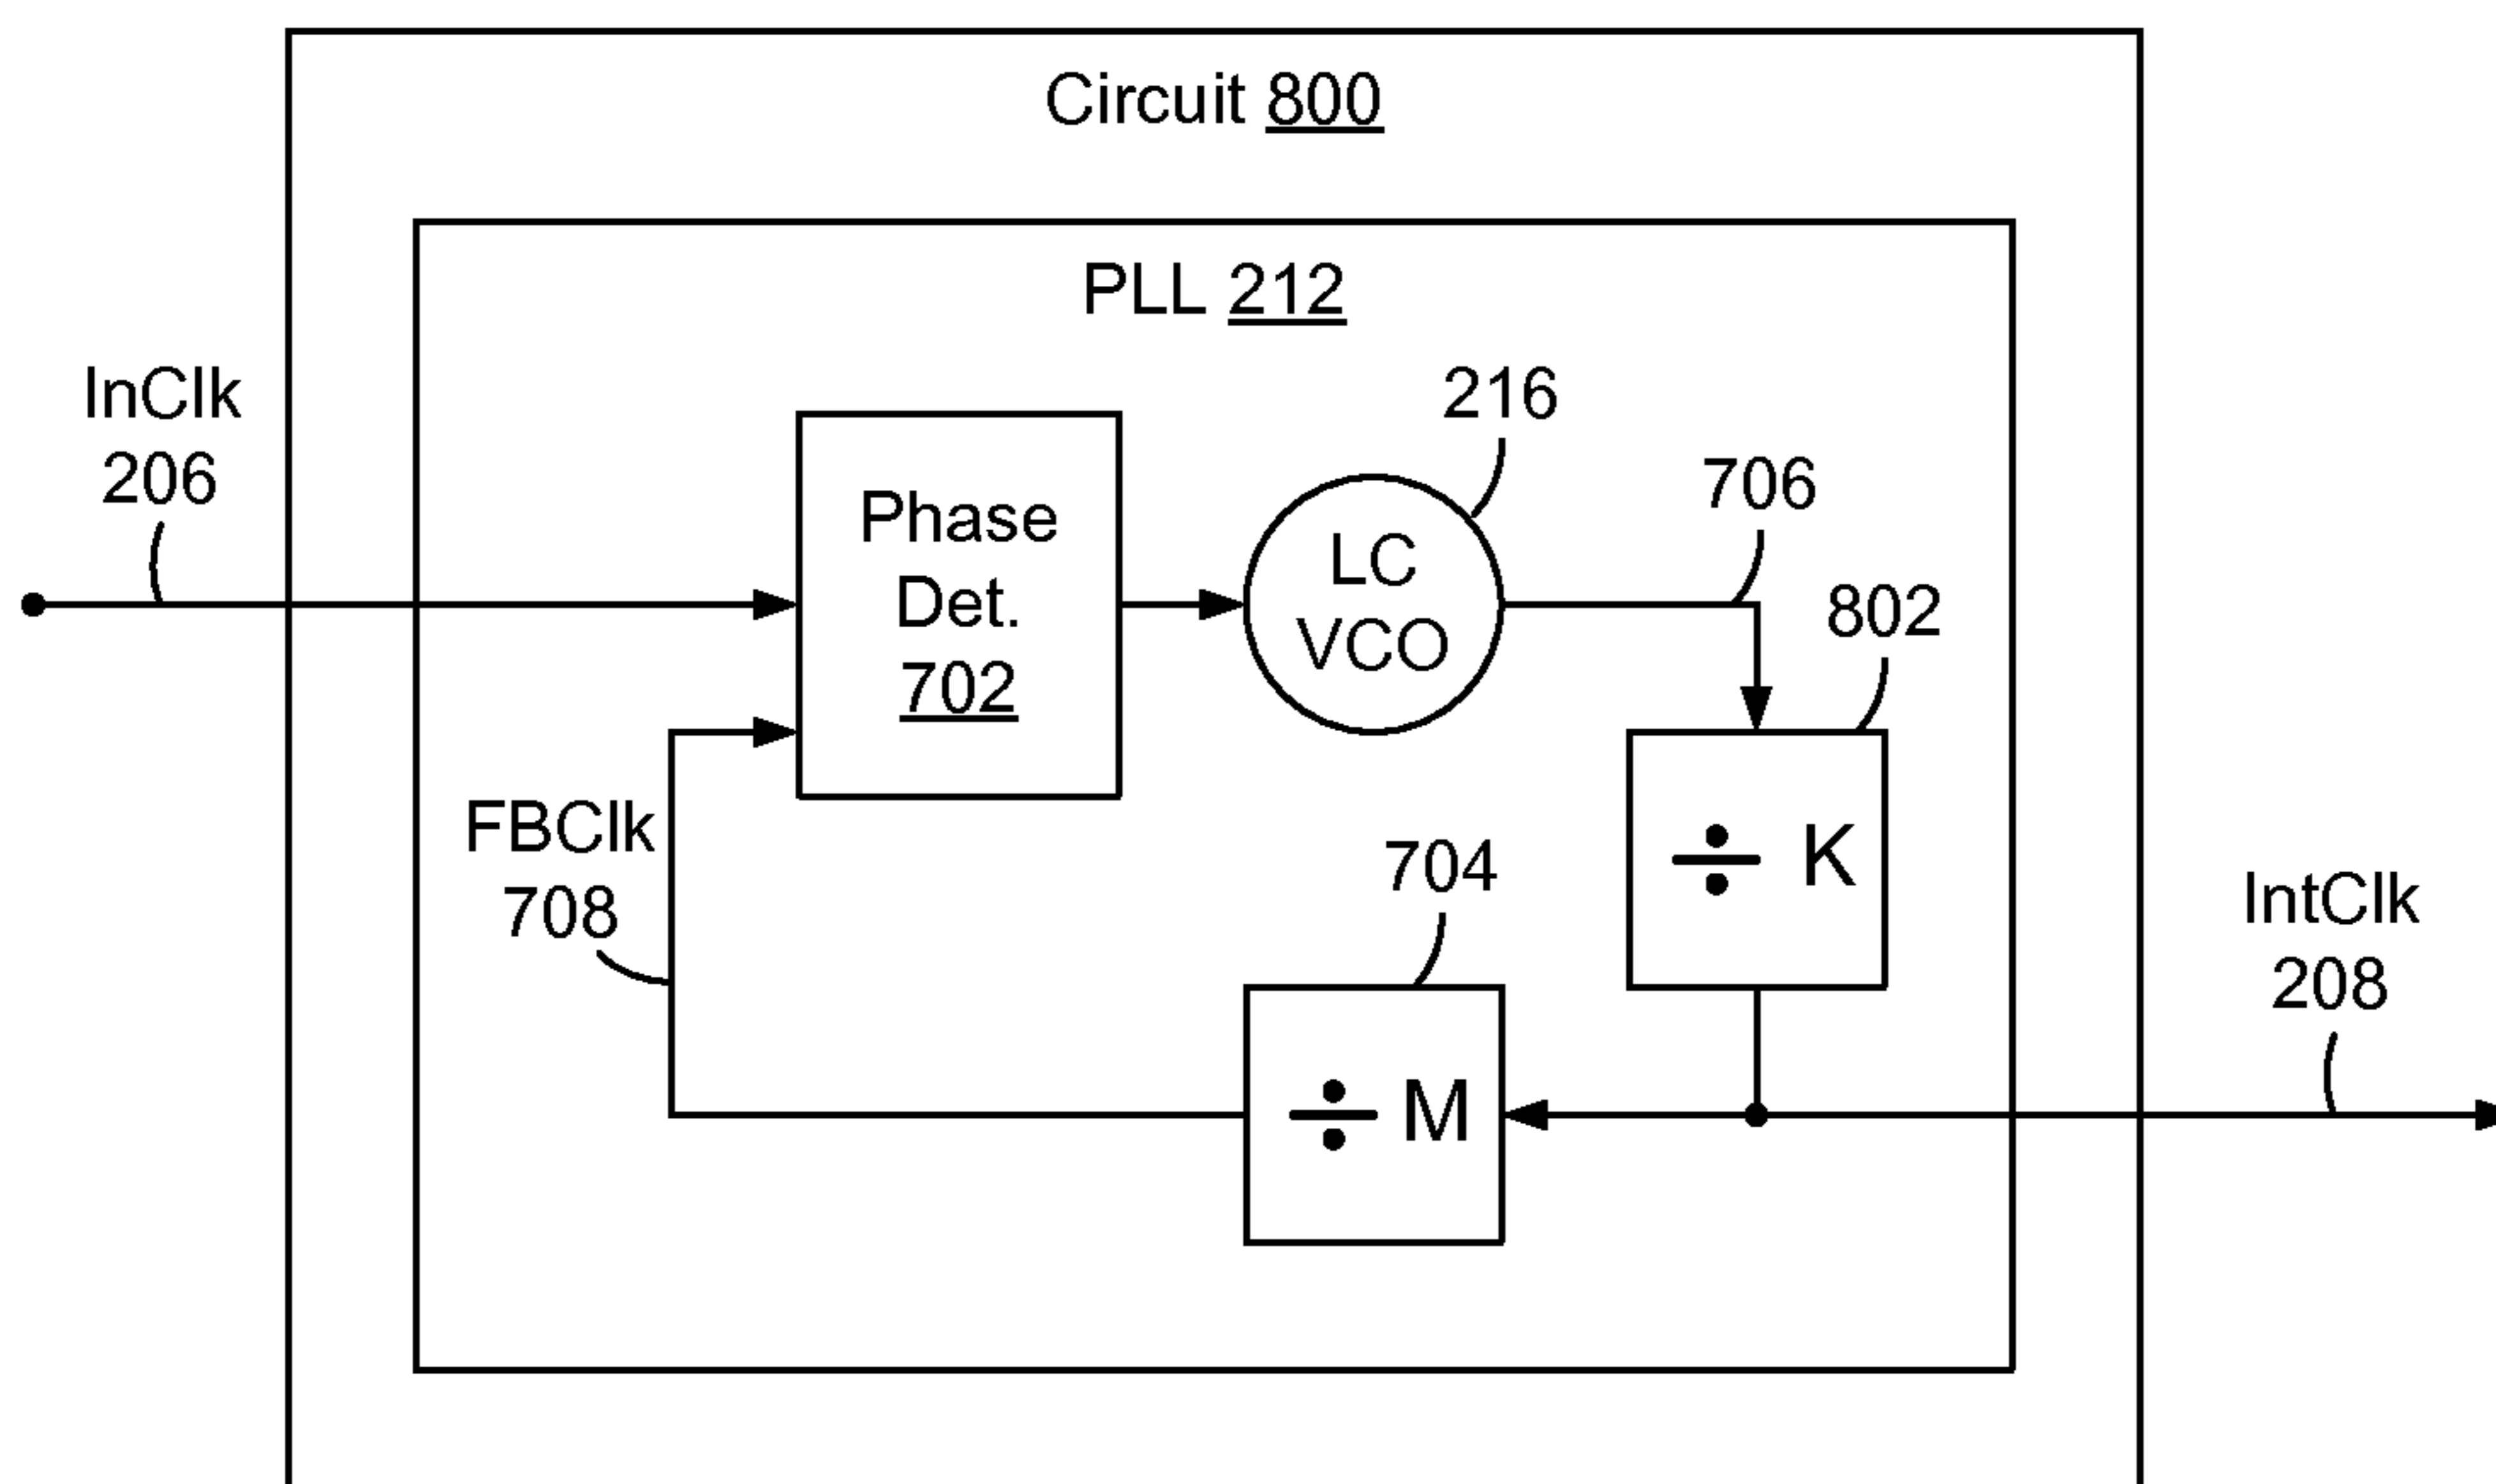 Circuit 800
PLL 212
InClk
206
216
706
Phase
Det.
702
LC
VCO
802
FBClk
708
704
÷ K
IntClk
208
÷ M